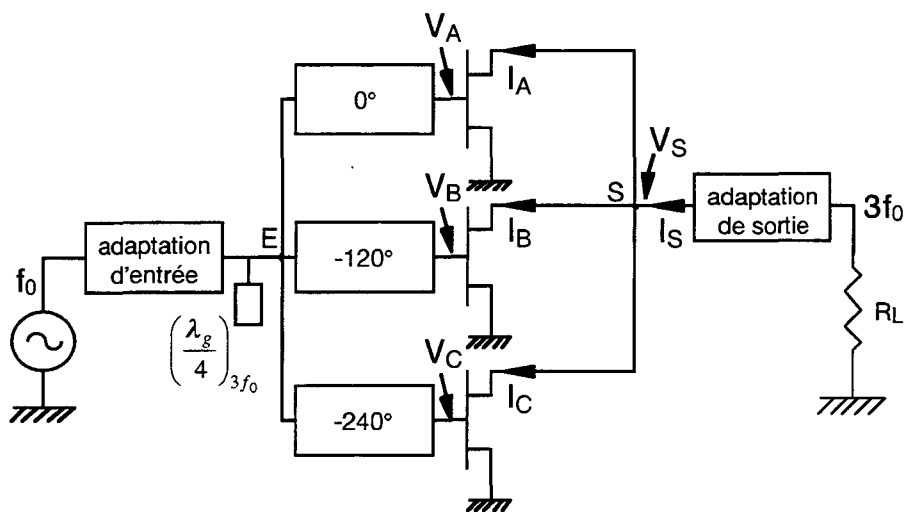 V_A
0°
I_A
V_B
V_S
adaptation
d'entrée
E
-120°
I_B
S
I_S
adaptation
de sortie
3f_0
f_0
(λ_g/4)_{3f_0}
R_L
V_C
-240°
I_C